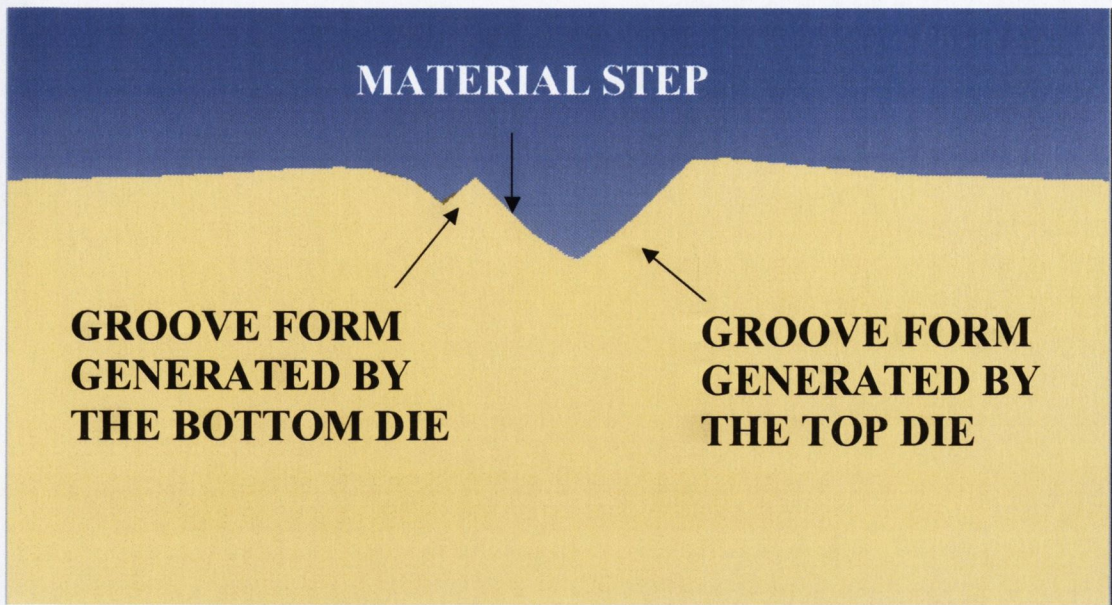 MATERIAL STEP
GROOVE FORM
GENERATED BY
THE BOTTOM DIE
GROOVE FORM
GENERATED BY
THE TOP DIE